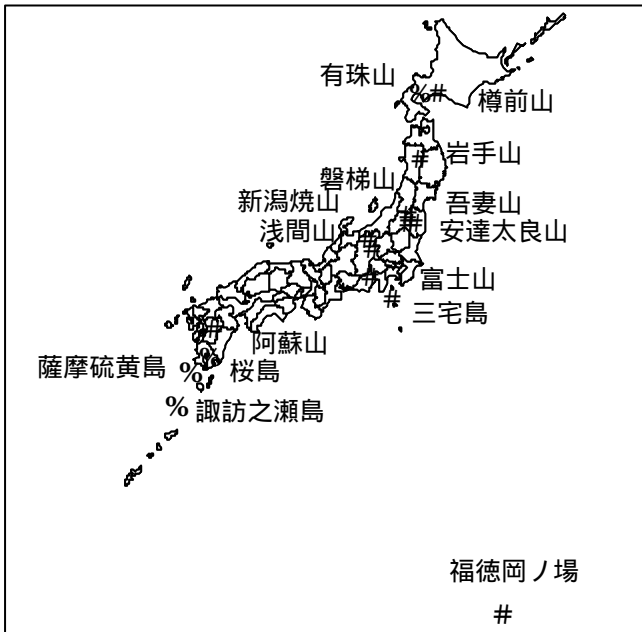 有珠山
%#
樽前山
岩手山
#
磐梯山
新潟焼山
吾妻山
##
浅間山
安達太良山
#
#
富士山
#
#
三宅島
#
阿蘇山
薩摩硫黄島
%
%
桜島
%
諏訪之瀬島
福徳岡ノ場
#